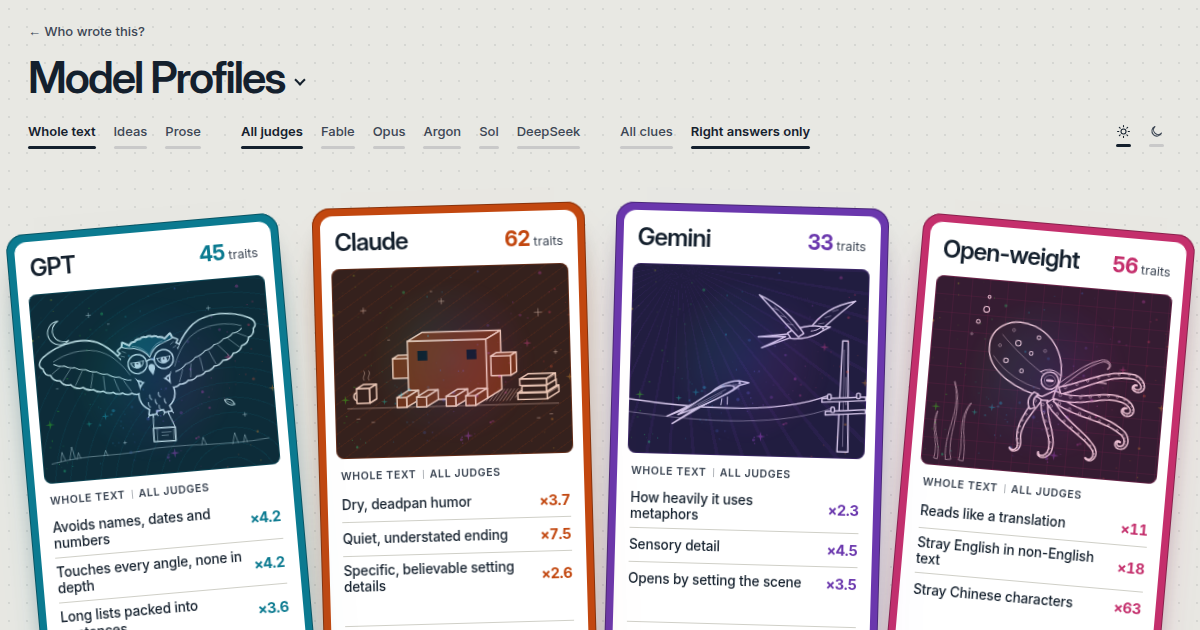 ← Who wrote this?
Model Profiles
Whole text Ideas Prose All judges Fable Opus Argon Sol DeepSeek All clues Right answers only
GPT 45 traits
WHOLE TEXT | ALL JUDGES
Avoids names, dates and
numbers ×4.2
Touches every angle, none in
depth ×4.2
Long lists packed into
×3.6
Claude 62 traits
WHOLE TEXT | ALL JUDGES
Dry, deadpan humor ×3.7
Quiet, understated ending ×7.5
Specific, believable setting
details ×2.6
Gemini 33 traits
WHOLE TEXT | ALL JUDGES
How heavily it uses
metaphors ×2.3
Sensory detail ×4.5
Opens by setting the scene ×3.5
Open-weight 56 traits
WHOLE TEXT | ALL JUDGES
Reads like a translation ×11
Stray English in non-English
text ×18
Stray Chinese characters ×63